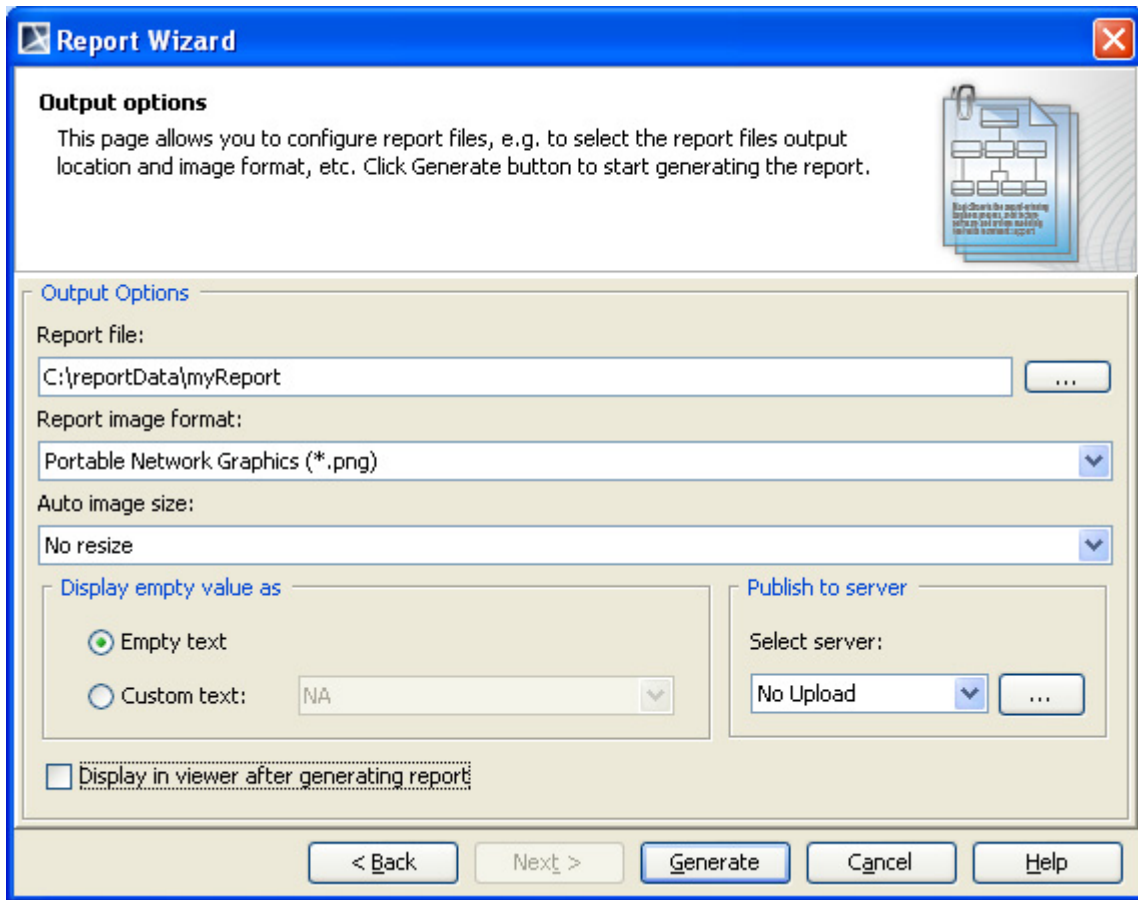 Report Wizard
Output options
This page allows you to configure report files, e.g. to select the report files output
location and image format, etc. Click Generate button to start generating the report.
Output Options
Report file:
C:\reportData\myReport
...
Report image format:
Portable Network Graphics (*.png)
Auto image size:
No resize
Display empty value as
Empty text
Custom text:
NA
Publish to server
Select server:
No Upload
...
Display in viewer after generating report
< Back
Next >
Generate
Cancel
Help